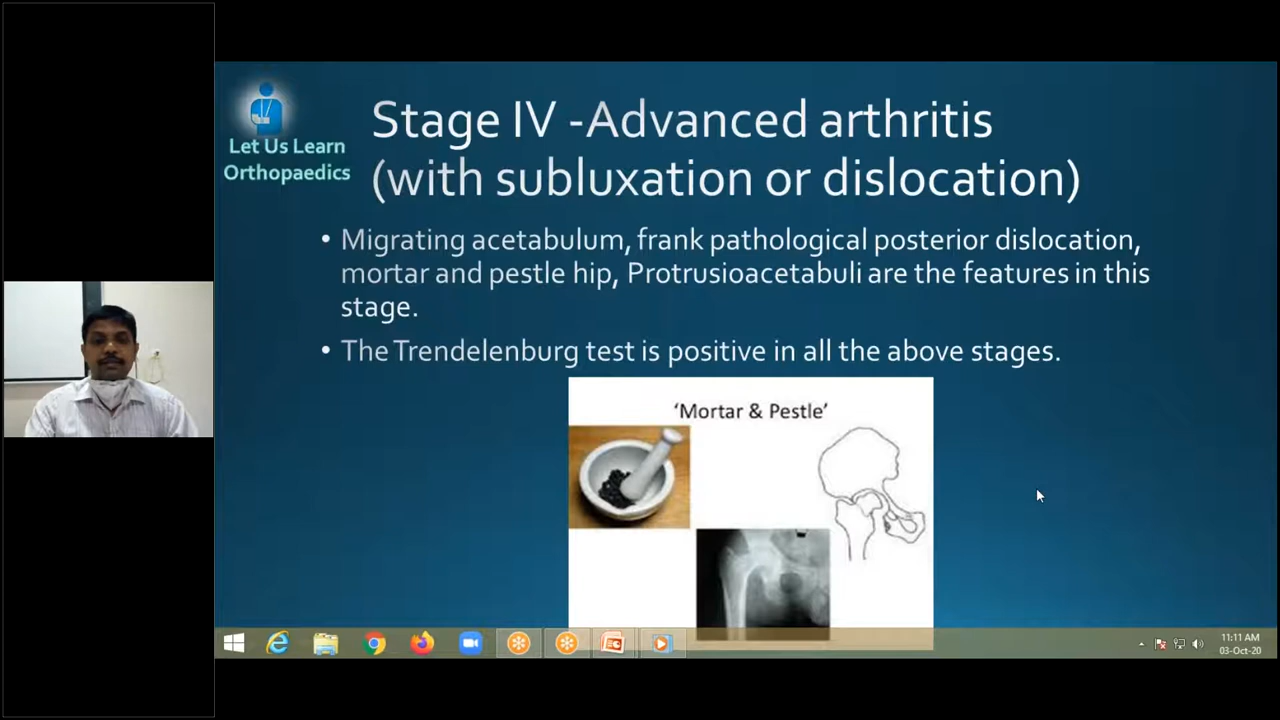 Let Us Learn
Orthopaedics
Stage IV -Advanced arthritis
(with subluxation or dislocation)
• Migrating acetabulum, frank pathological posterior dislocation,
mortar and pestle hip, Protrusioacetabuli are the features in this
stage.
• The Trendelenburg test is positive in all the above stages.
‘Mortar & Pestle’
11:11 AM
03-Oct-20